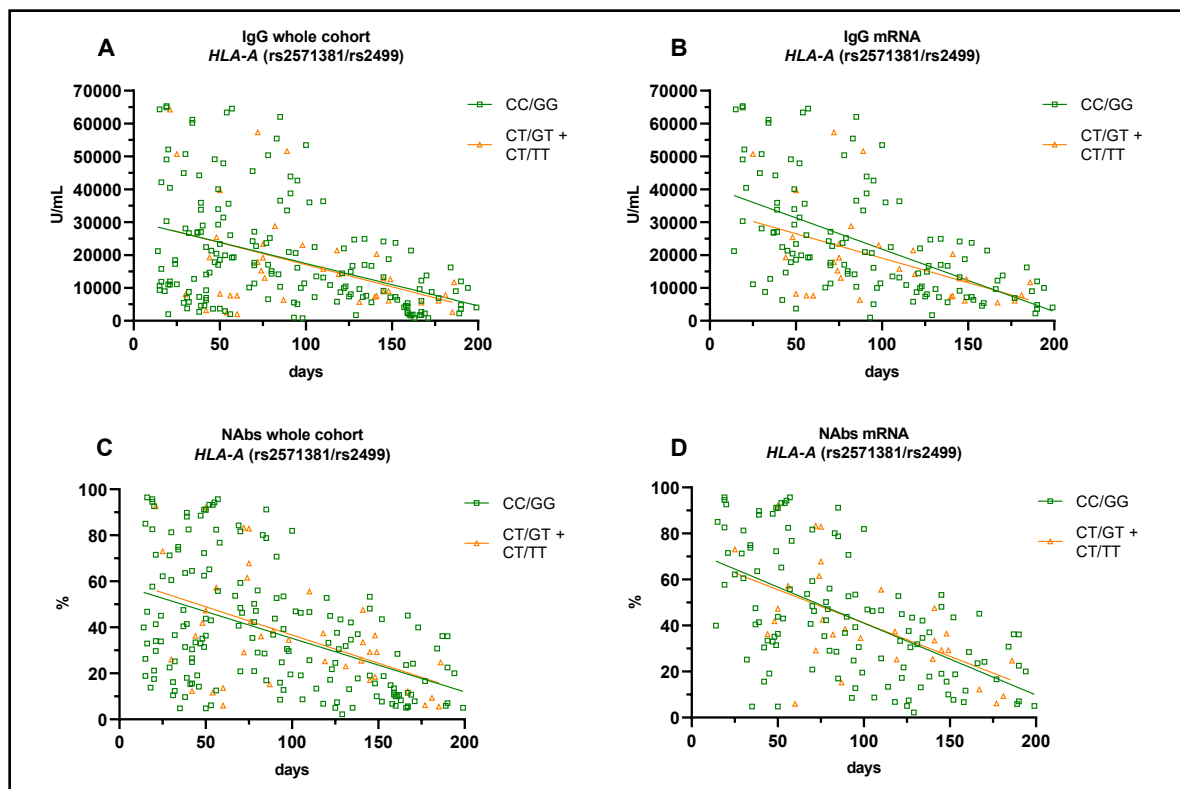 A
IgG whole cohort
HLA-A (rs2571381/rs2499)
70000
60000
50000
40000
30000
20000
10000
0
U/mL
0 50 100 150 200
days
CC/GG
CT/GT +
CT/TT
B
IgG mRNA
HLA-A (rs2571381/rs2499)
70000
60000
50000
40000
30000
20000
10000
0
U/mL
0 50 100 150 200
days
CC/GG
CT/GT +
CT/TT
C
NAbs whole cohort
HLA-A (rs2571381/rs2499)
100
80
60
40
20
0
%
0 50 100 150 200
days
CC/GG
CT/GT +
CT/TT
D
NAbs mRNA
HLA-A (rs2571381/rs2499)
100
80
60
40
20
0
%
0 50 100 150 200
days
CC/GG
CT/GT +
CT/TT